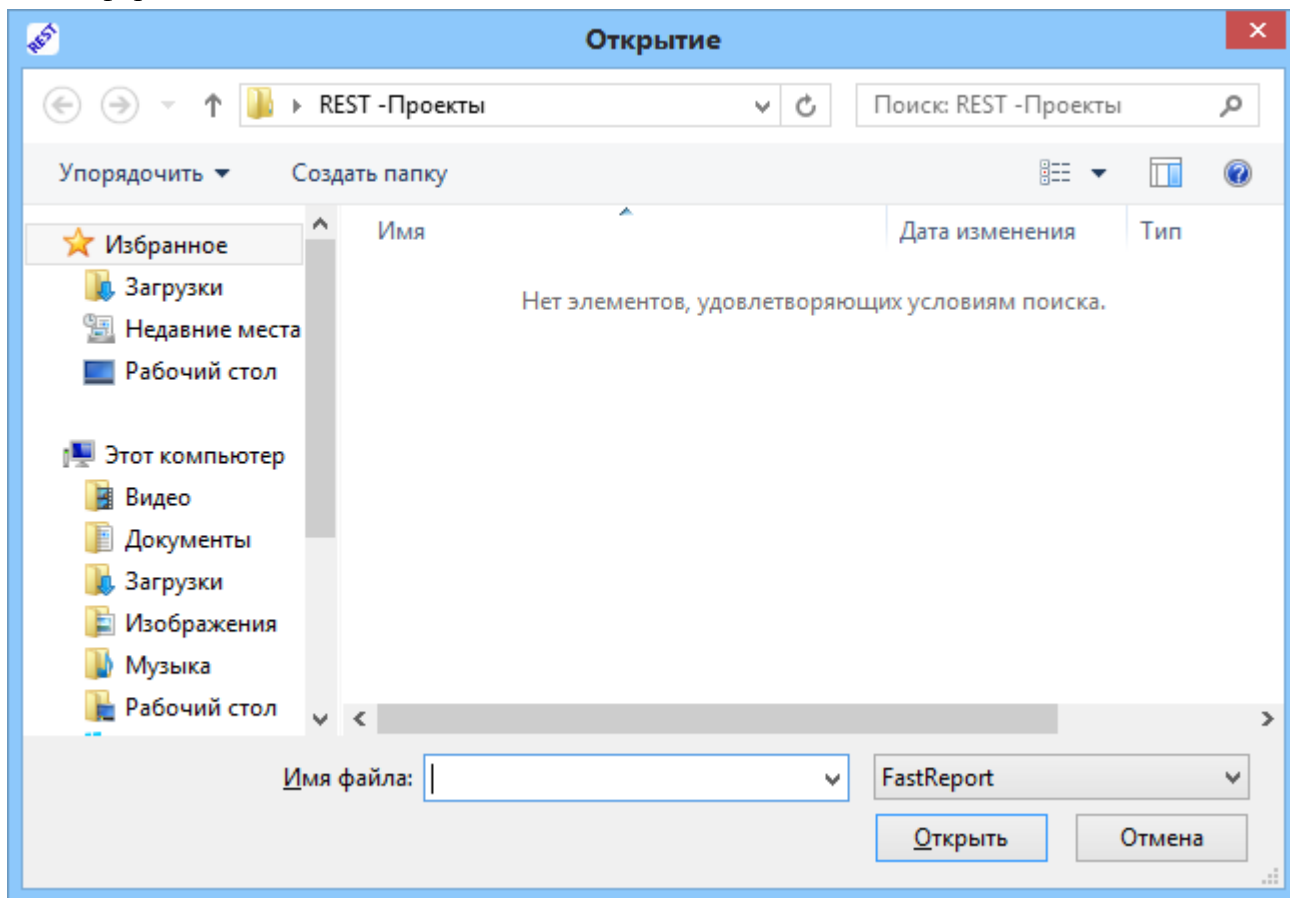 REST
Открытие
REST -Проекты
Поиск: REST -Проекты
Упорядочить
Создать папку
Избранное
Загрузки
Недавние места
Рабочий стол
Этот компьютер
Видео
Документы
Загрузки
Изображения
Музыка
Рабочий стол
Имя
Дата изменения
Тип
Нет элементов, удовлетворяющих условиям поиска.
Имя файла:
FastReport
Открыть
Отмена